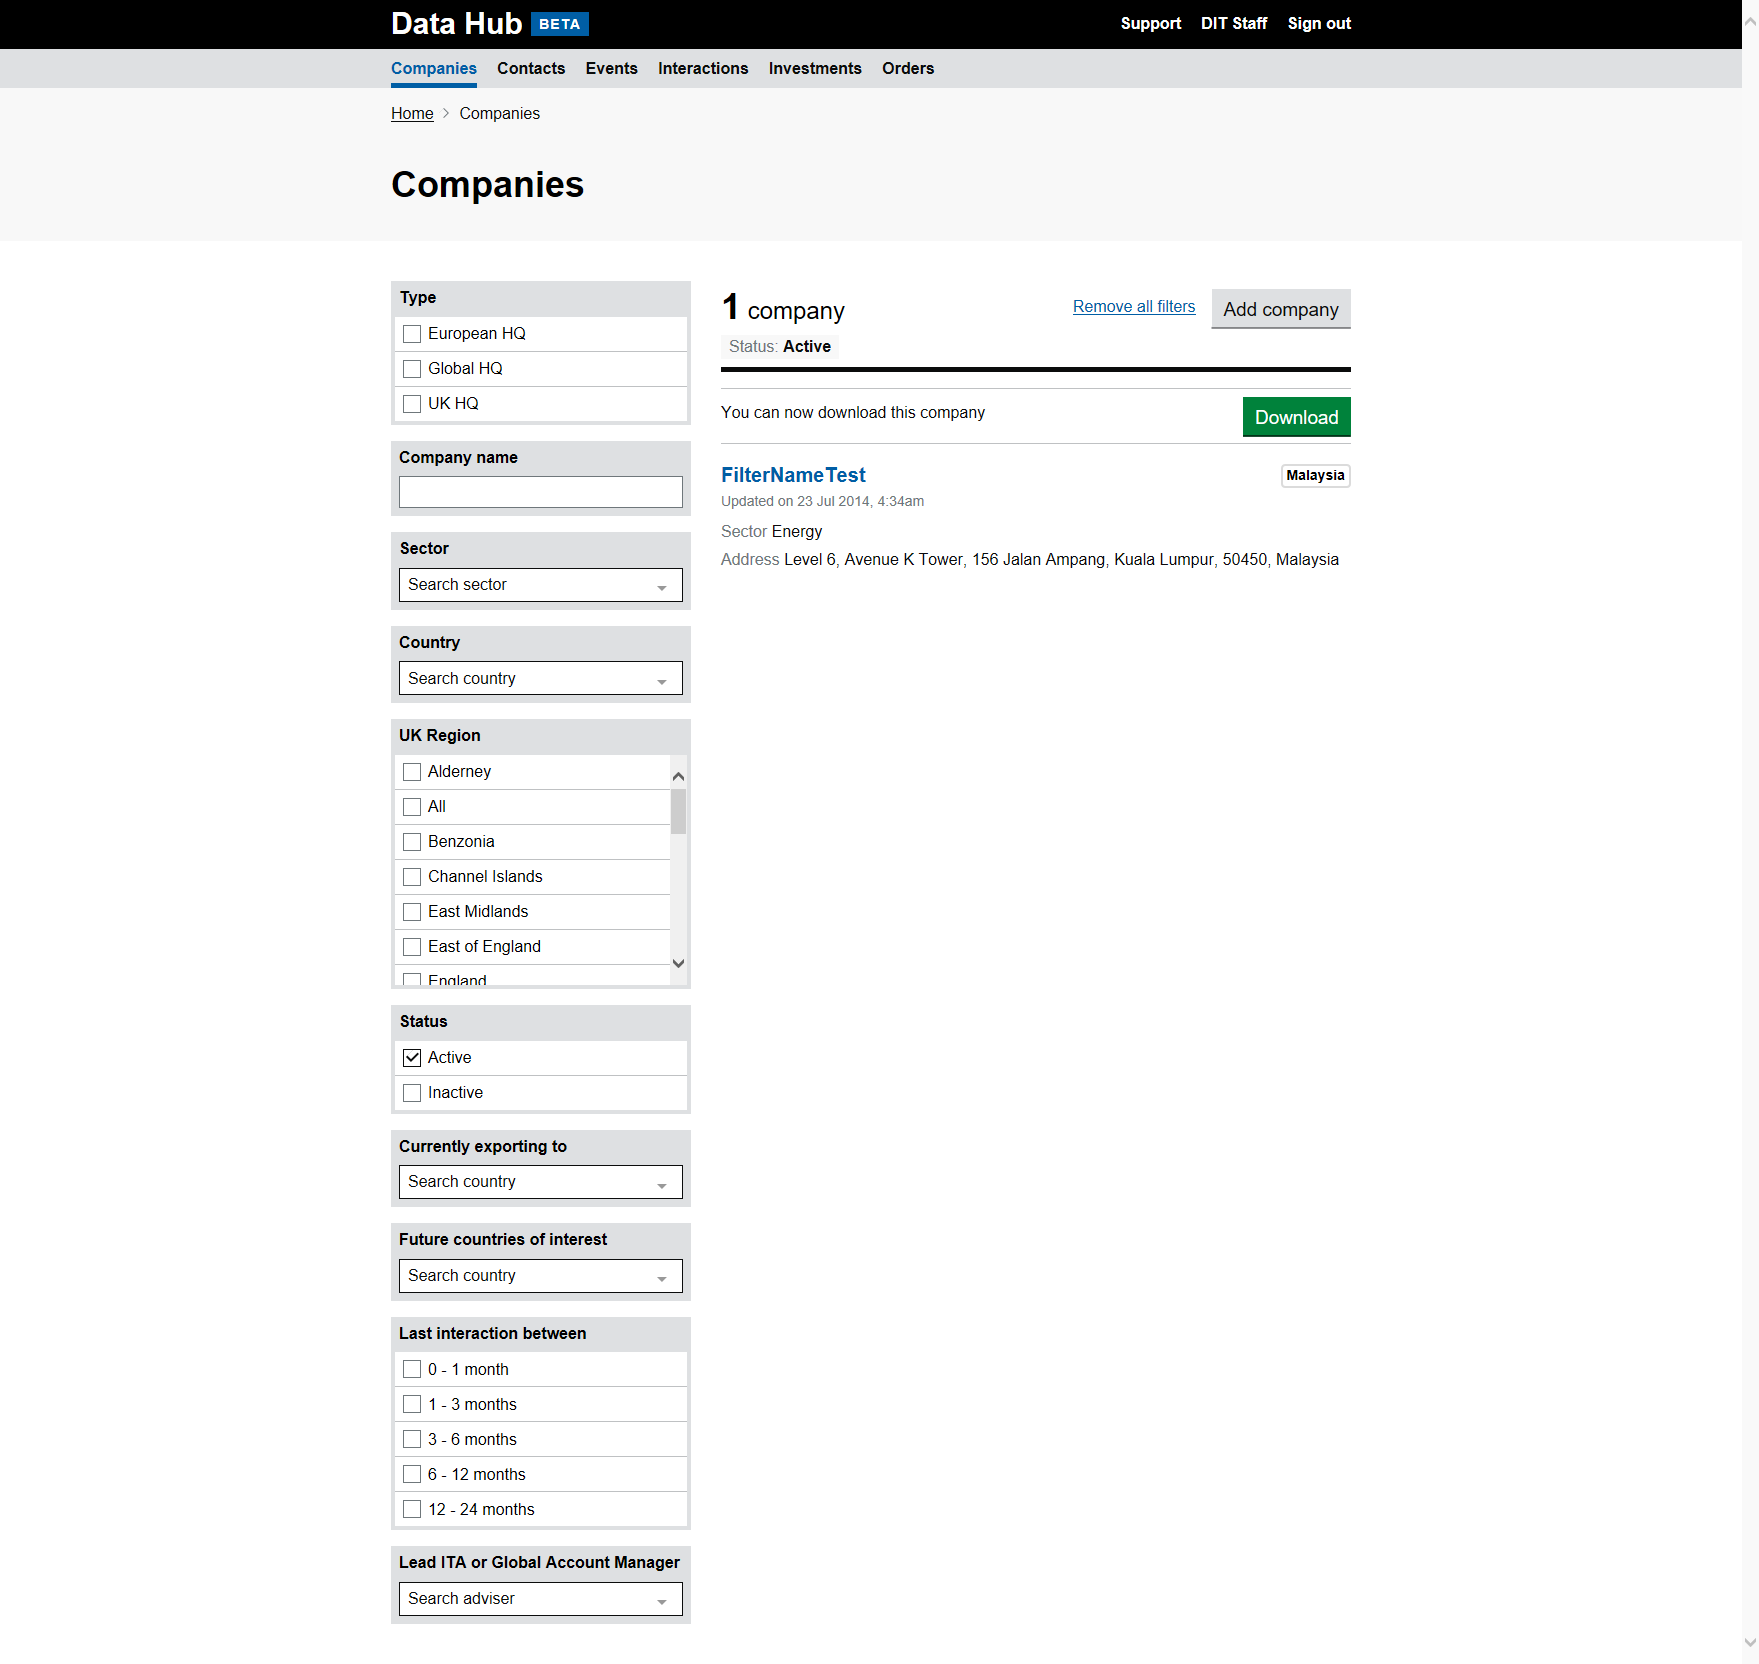 Data Hub BETA
Support DIT Staff Sign out
Companies Contacts Events Interactions Investments Orders
Home > Companies
Companies
Type
European HQ
Global HQ
UK HQ
Company name
Sector
Search sector
Country
Search country
UK Region
Alderney
All
Benzonia
Channel Islands
East Midlands
East of England
England
Status
Active
Inactive
Currently exporting to
Search country
Future countries of interest
Search country
Last interaction between
0 - 1 month
1 - 3 months
3 - 6 months
6 - 12 months
12 - 24 months
Lead ITA or Global Account Manager
Search adviser
1 company
Remove all filters
Add company
Status: Active
You can now download this company
Download
FilterNameTest
Malaysia
Updated on 23 Jul 2014, 4:34am
Sector Energy
Address Level 6, Avenue K Tower, 156 Jalan Ampang, Kuala Lumpur, 50450, Malaysia